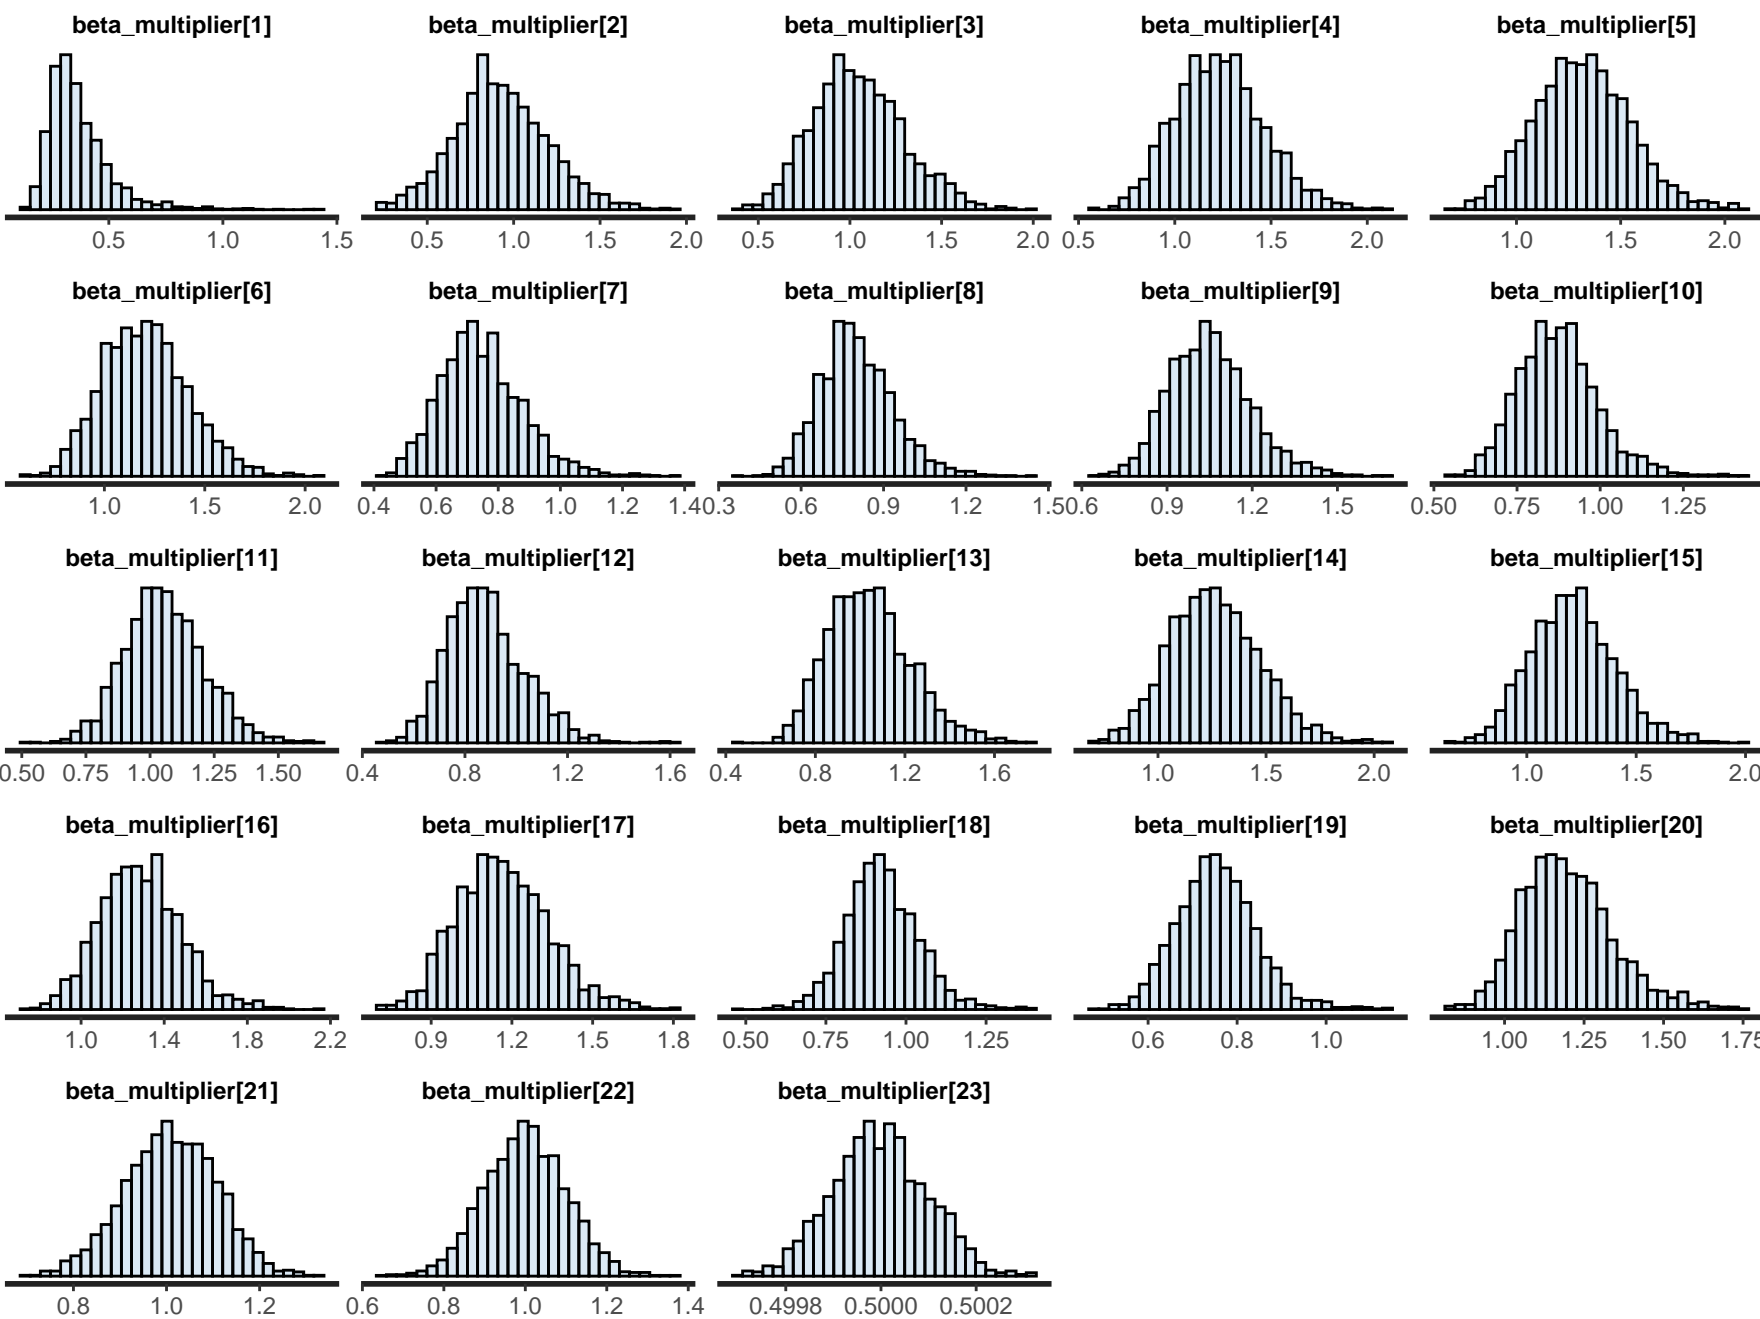 beta_multiplier[1] beta_multiplier[2] beta_multiplier[3] beta_multiplier[4] beta_multiplier[5]
0.5 1.0 1.5 0.5 1.0 1.5 2.0 0.5 1.0 1.5 2.0 0.5 1.0 1.5 2.0 1.0 1.5 2.0
beta_multiplier[6] beta_multiplier[7] beta_multiplier[8] beta_multiplier[9] beta_multiplier[10]
1.0 1.5 2.0 0.4 0.6 0.8 1.0 1.2 1.4 0.3 0.6 0.9 1.2 1.5 0.6 0.9 1.2 1.5 0.50 0.75 1.00 1.25
beta_multiplier[11] beta_multiplier[12] beta_multiplier[13] beta_multiplier[14] beta_multiplier[15]
0.50 0.75 1.00 1.25 1.50 0.4 0.8 1.2 1.6 0.4 0.8 1.2 1.6 1.0 1.5 2.0 1.0 1.5 2.0
beta_multiplier[16] beta_multiplier[17] beta_multiplier[18] beta_multiplier[19] beta_multiplier[20]
1.0 1.4 1.8 2.2 0.9 1.2 1.5 1.8 0.50 0.75 1.00 1.25 0.6 0.8 1.0 1.00 1.25 1.50 1.75
beta_multiplier[21] beta_multiplier[22] beta_multiplier[23]
0.8 1.0 1.2 0.6 0.8 1.0 1.2 1.4 0.4998 0.5000 0.5002